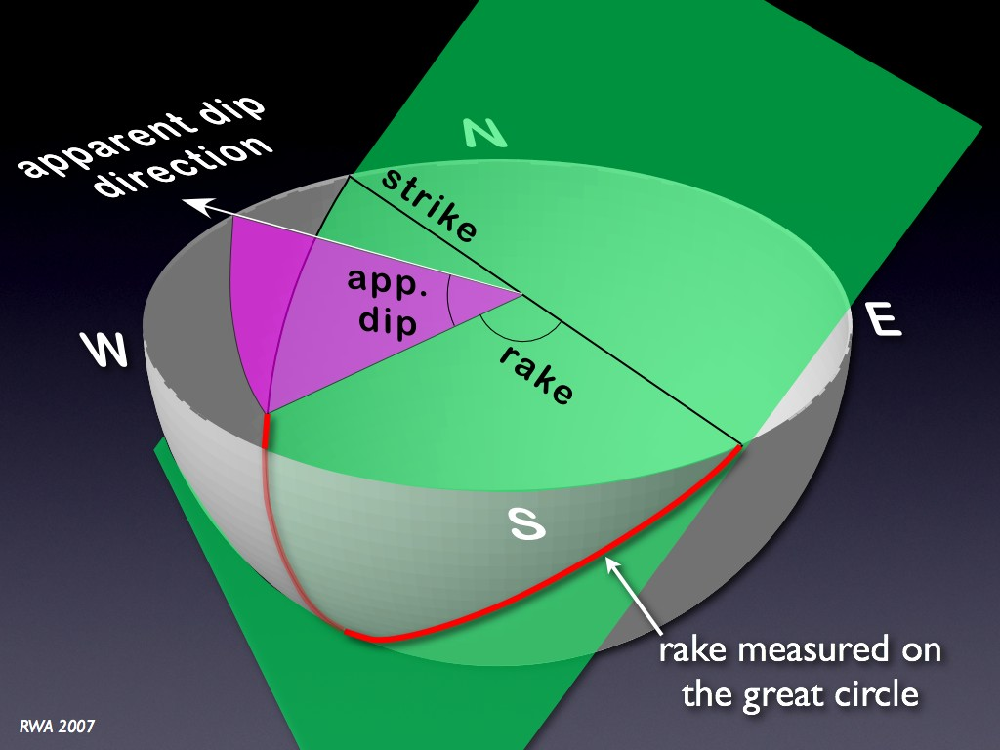 apparent dip
direction
N
strike
app.
dip
rake
W
E
S
rake measured on
the great circle
RWA 2007